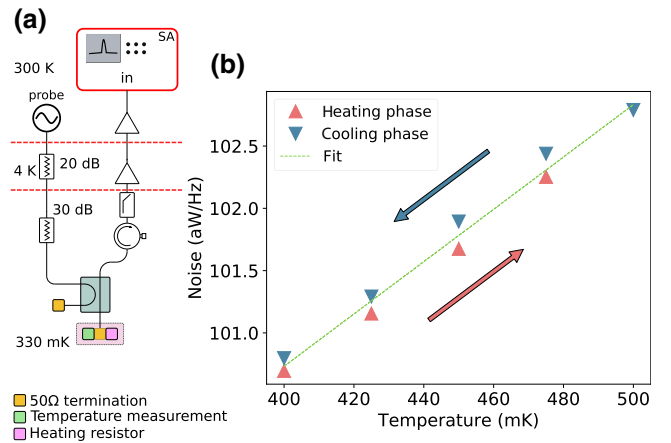 (a)
SA
in
300 K
probe
20 dB
4 K
30 dB
330 mK
50Ω termination
Temperature measurement
Heating resistor
(b)
Heating phase
Cooling phase
Fit
Noise (aW/Hz)
102.5
102.0
101.5
101.0
400
420
440
460
480
500
Temperature (mK)